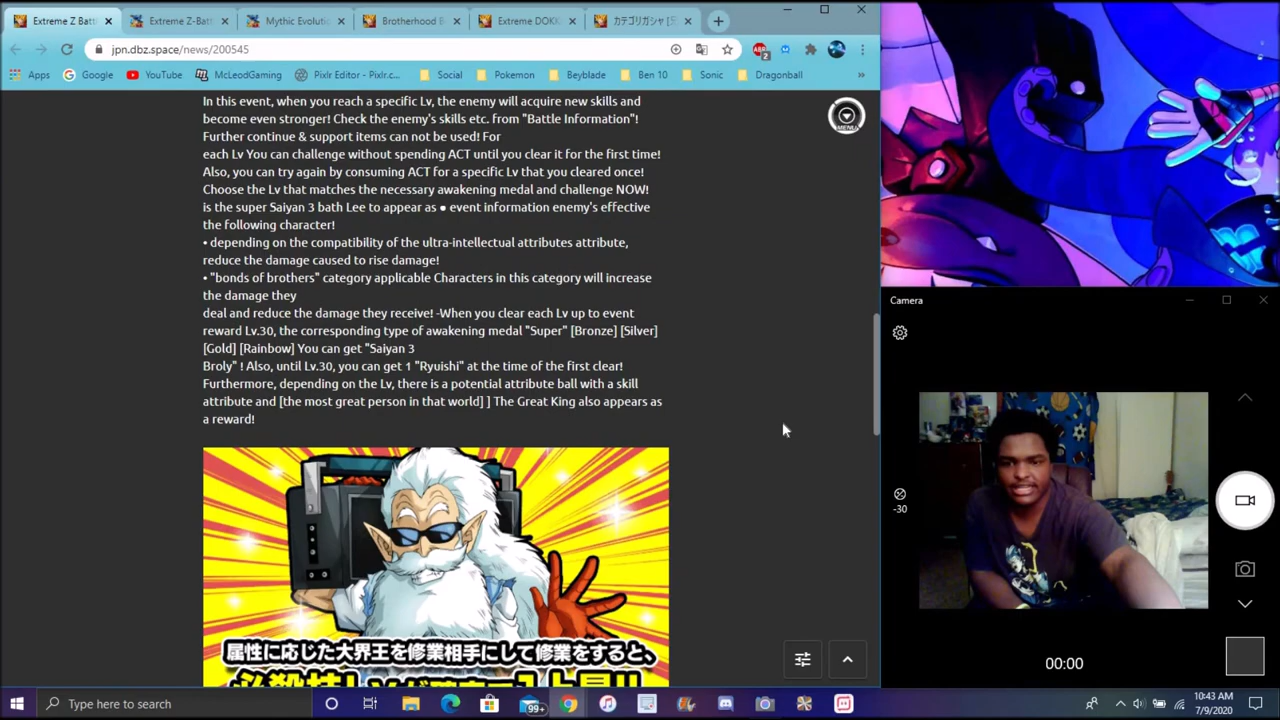 Extreme Z Batt
Extreme Z-Batt
Mythic Evolutio
Brotherhood B
Extreme DOKK
カテゴリガシャ [兄
jpn.dbz.space/news/200545
ABP
2
Apps
Google
YouTube
McLeodGaming
Pixlr Editor - Pixlr.c...
Social
Pokemon
Beyblade
Ben 10
Sonic
Dragonball
»
In this event, when you reach a specific Lv, the enemy will acquire new skills and
become even stronger! Check the enemy's skills etc. from "Battle Information"!
Further continue & support items can not be used! For
each Lv You can challenge without spending ACT until you clear it for the first time!
Also, you can try again by consuming ACT for a specific Lv that you cleared once!
Choose the Lv that matches the necessary awakening medal and challenge NOW!
is the super Saiyan 3 bath Lee to appear as ● event information enemy's effective
the following character!
• depending on the compatibility of the ultra-intellectual attributes attribute,
reduce the damage caused to rise damage!
• "bonds of brothers" category applicable Characters in this category will increase
the damage they
deal and reduce the damage they receive! -When you clear each Lv up to event
reward Lv.30, the corresponding type of awakening medal "Super" [Bronze] [Silver]
[Gold] [Rainbow] You can get "Saiyan 3
Broly" ! Also, until Lv.30, you can get 1 "Ryuishi" at the time of the first clear!
Furthermore, depending on the Lv, there is a potential attribute ball with a skill
attribute and [the most great person in that world] ] The Great King also appears as
a reward!
MENU
属性に応じた大界王を修業相手にして修業をすると、
Camera
-30
00:00
Type here to search
99+
10:43 AM
7/9/2020